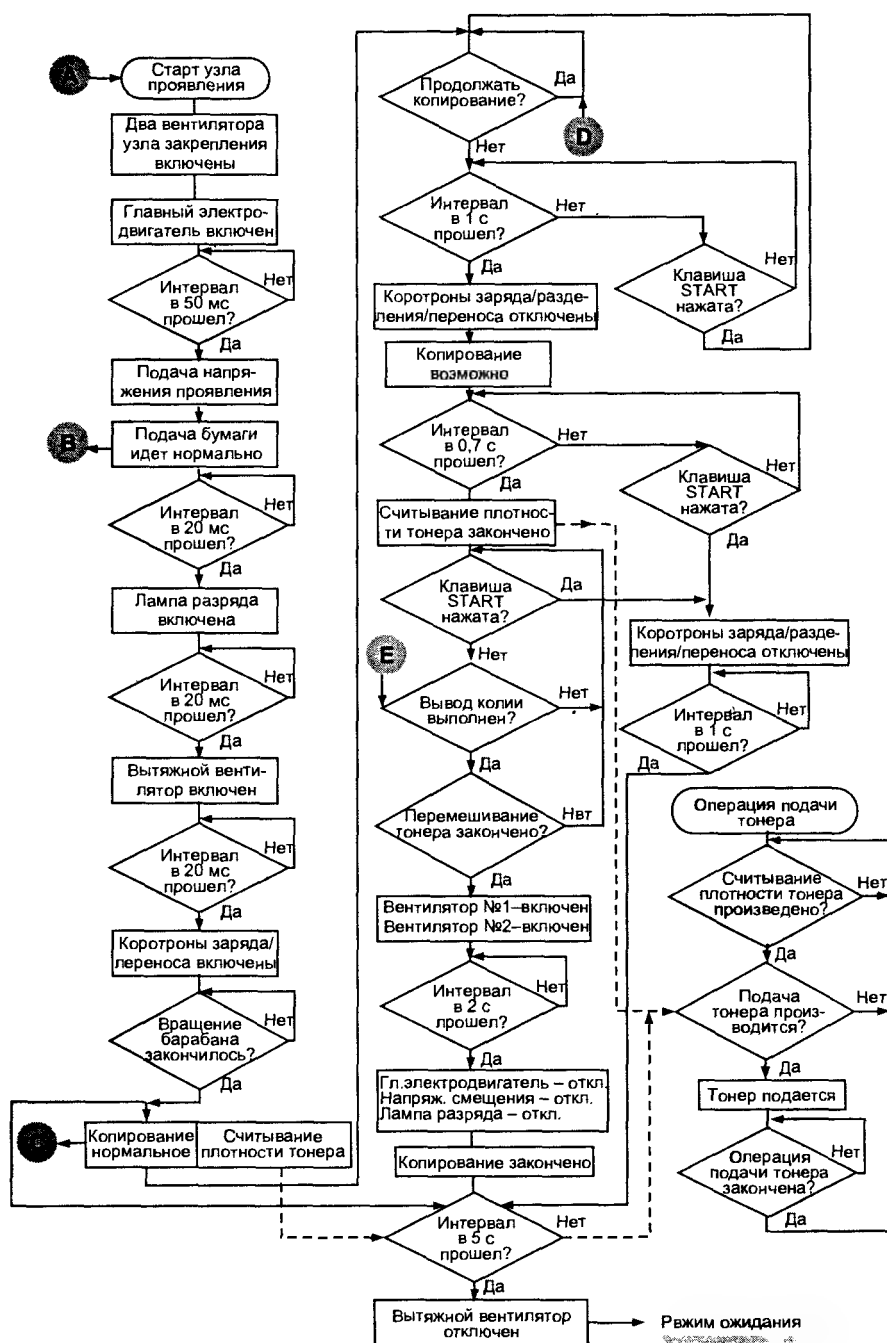 A
Старт узла
проявления
Два вентилятора
узла закрепления
включены
Главный электро-
двигатель включен
Нет
Интервал
в 50 мс
прошел?
Да
Подача напря-
жения проявления
B
Подача бумаги
идет нормально
Нет
Интервал
в 20 мс
прошел?
Да
Лампа разряда
включена
Нет
Интервал
в 20 мс
прошел?
Да
Вытяжной венти-
лятор включен
Нет
Интервал
в 20 мс
прошел?
Да
Коротроны заряда/
лереноса включены
Вращение
барабана
закончилось?
Нет
Да
Копирование
нормальное
Считывание
плотности тонера
Продолжать
копирование?
Да
D
Нет
Интервал
в 1 с
прошел?
Нет
Да
Клавиша
START
нажата?
Нет
Да
Коротроны заряда/разде-
ления/переноса отключены
Копирование
возможно
Интервал
в 0,7 с
прошел?
Нет
Да
Клавиша
START
нажата?
Нет
Да
Считывание плотнос-
ти тонера закончено
Клавиша
START
нажата?
Да
Нет
Коротроны заряда/разде-
ления/переноса отключены
E
Вывод колии
выполнен?
Нет
Да
Интервал
в 1 с
лрошел?
Нет
Да
Перемешивание
тонера закончено?
Нвт
Да
Вентилятор №1–включен
Вентилятор №2–включен
Интервал
в 2 с
прошел?
Нет
Да
Гл.электродвигатель – откл.
Напряж. смещения – откл.
Лампа разряда – откл.
Копирование закончено
Интервал
в 5 с
прошел?
Нет
Да
Вытяжной вентилятор
отключен
Рвжим ожидания
Операция подачи
тонера
Считывание
плотности тонера
произведено?
Нет
Да
Подача
тонера произ-
водится?
Нет
Да
Тонер подается
Олерация
подачи тонера
закончена?
Нет
Да